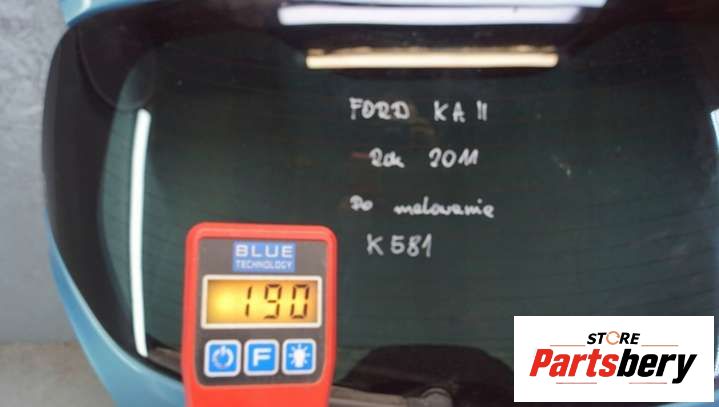 FORD KA II
Rok 2011
Do malowania
K581
BLUE
TECHNOLOGY
190
F
STORE
Partsbery